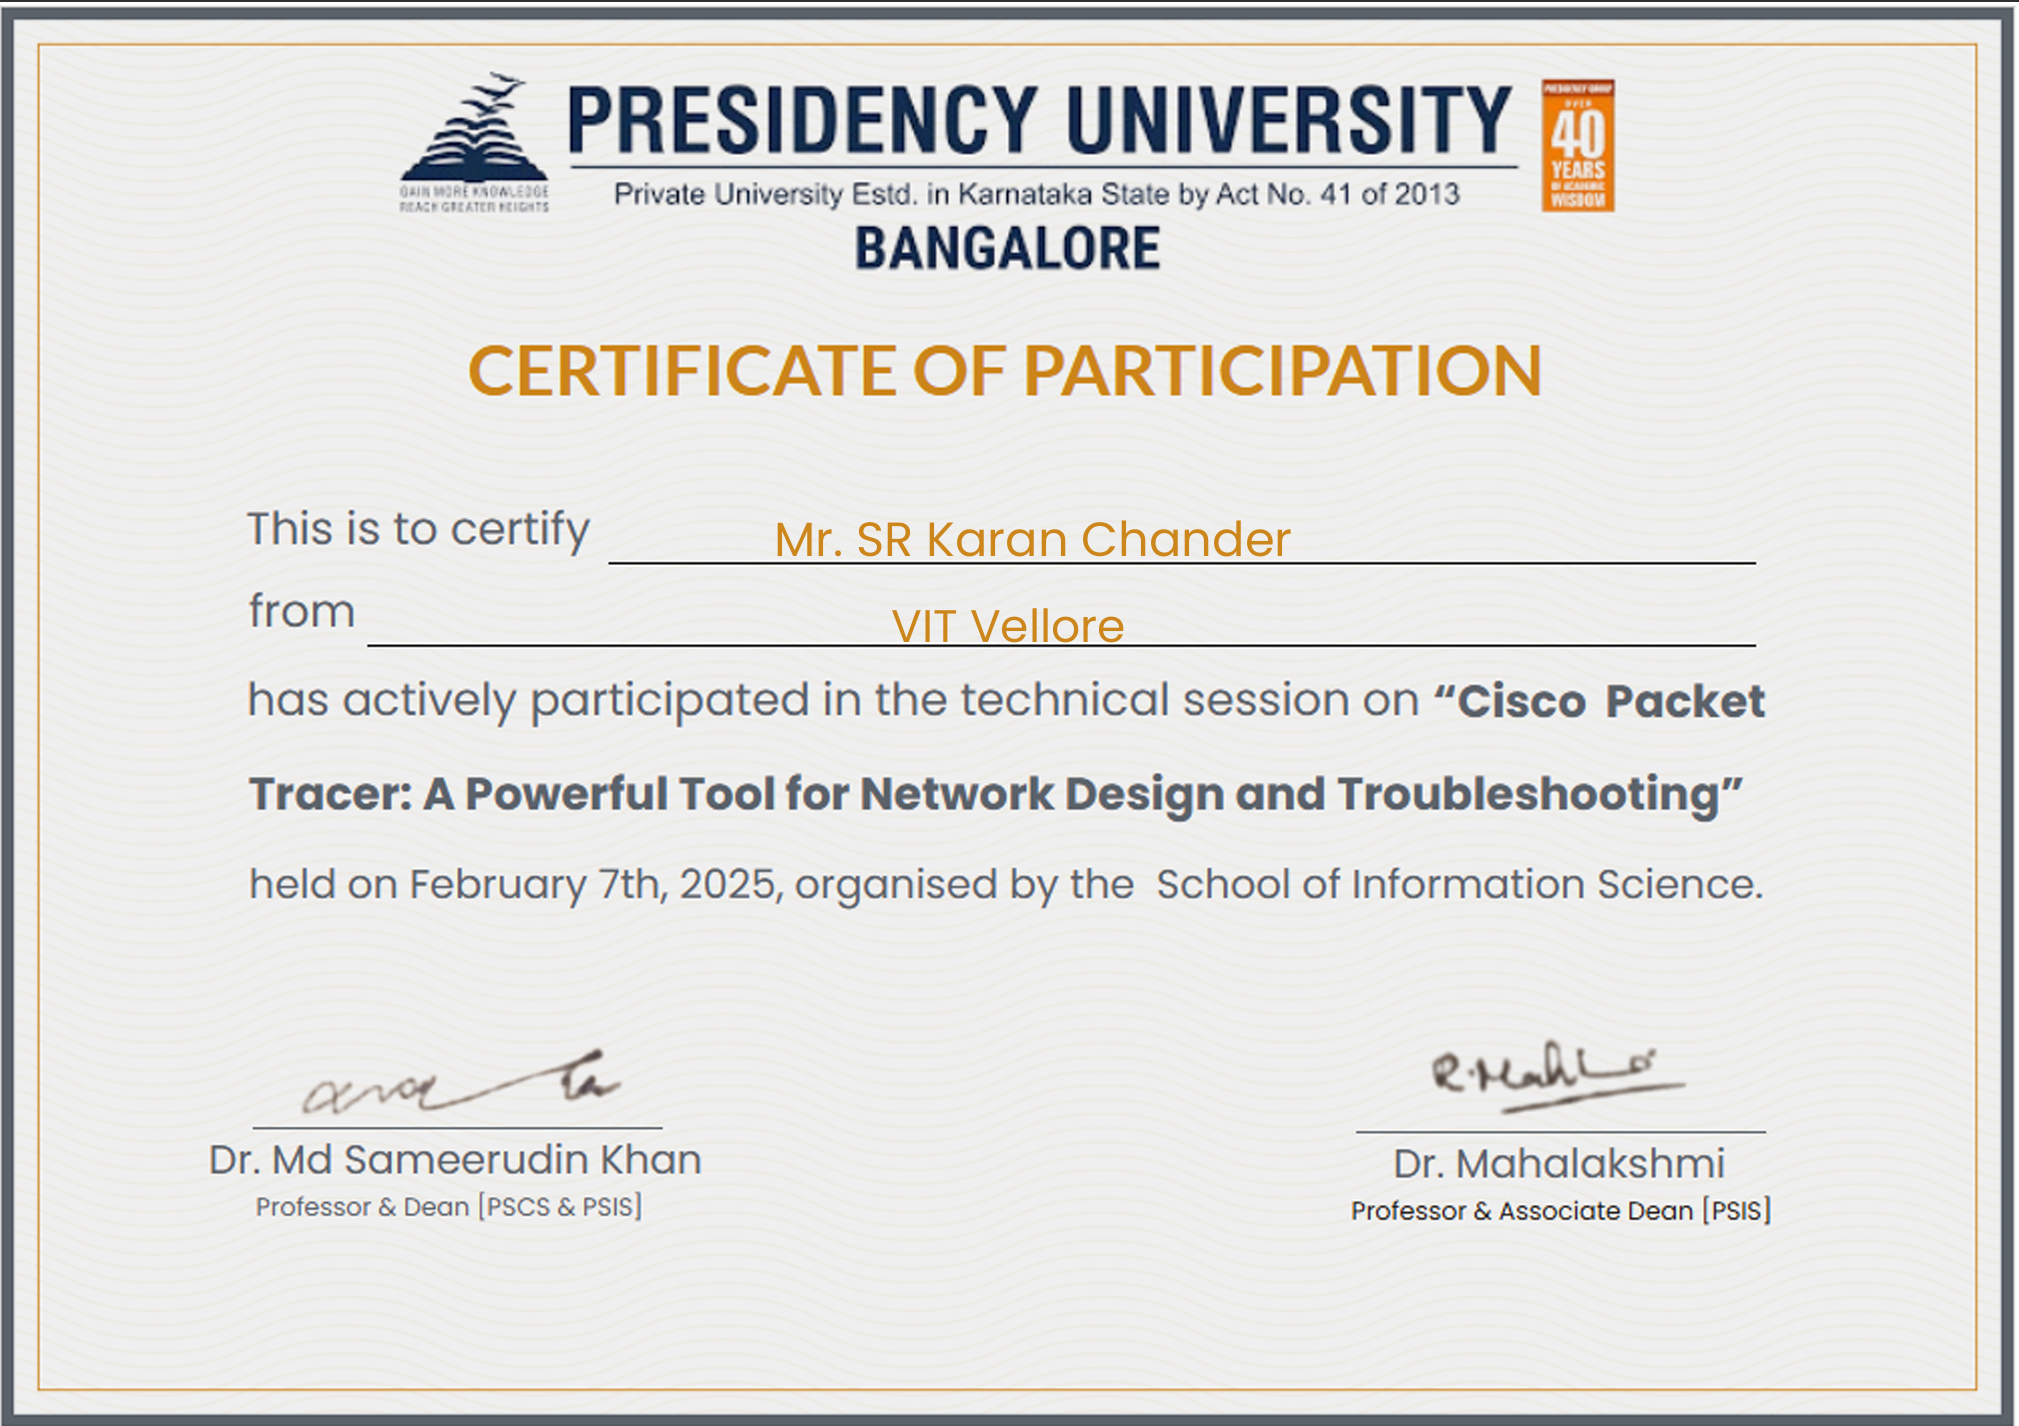 PRESIDENCY UNIVERSITY
GAIN MORE KNOWLEDGE
REACH GREATER HEIGHTS
Private University Estd. in Karnataka State by Act No. 41 of 2013
BANGALORE
PRESIDENCY GROUP
OVER
40
YEARS
OF ACADEMIC
WISDOM
CERTIFICATE OF PARTICIPATION
This is to certify Mr. SR Karan Chander
from VIT Vellore
has actively participated in the technical session on “Cisco Packet
Tracer: A Powerful Tool for Network Design and Troubleshooting”
held on February 7th, 2025, organised by the School of Information Science.
R. Mah
Dr. Md Sameerudin Khan
Professor & Dean [PSCS & PSIS]
Dr. Mahalakshmi
Professor & Associate Dean [PSIS]